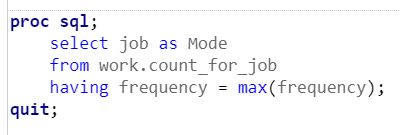 proc sql;
select job as Mode
from work.count_for_job
having frequency = max(frequency);
quit;